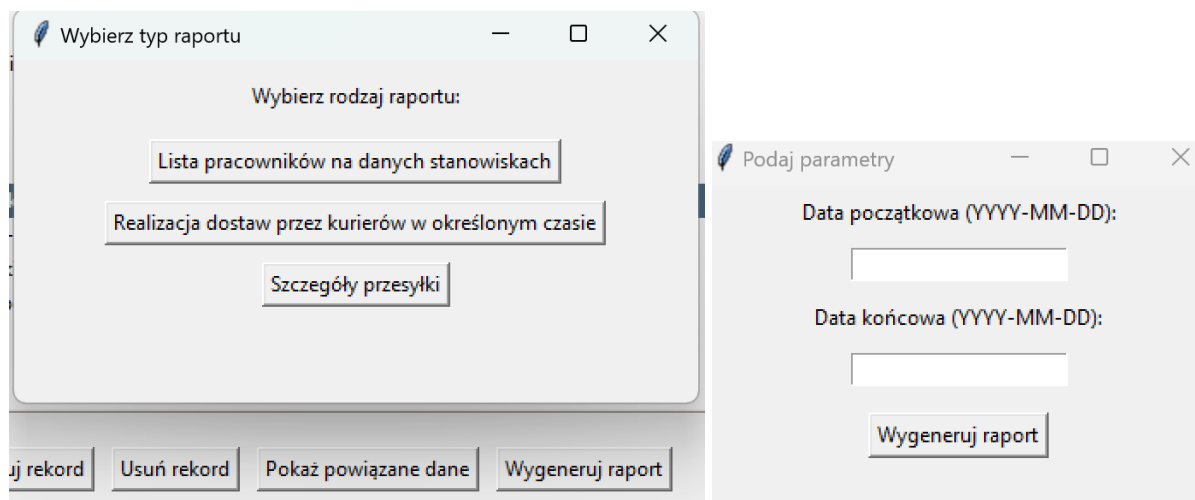 Wybierz typ raportu
Wybierz rodzaj raportu:
Lista pracowników na danych stanowiskach
Realizacja dostaw przez kurierów w określonym czasie
Szczegóły przesyłki
Usuń rekord
Pokaż powiązane dane
Wygeneruj raport
rekord
Podaj parametry
Data początkowa (YYYY-MM-DD):
Data końcowa (YYYY-MM-DD):
Wygeneruj raport